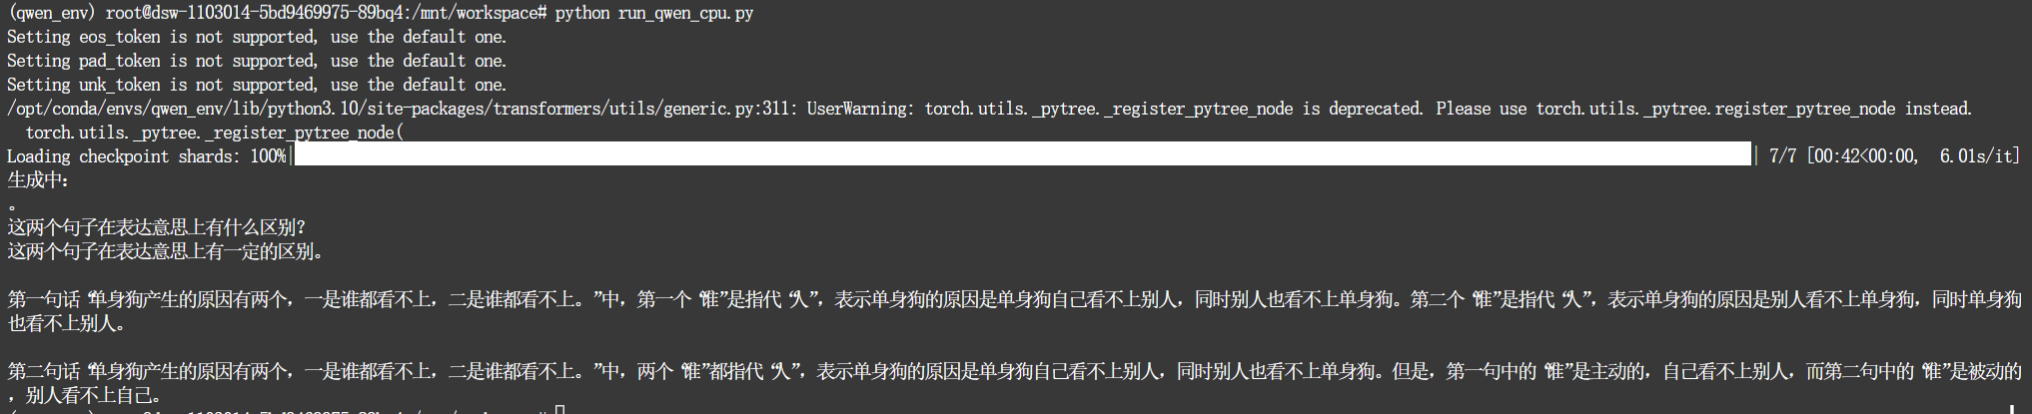 (qwen_env) root@dsw-1103014-5bd9469975-89bq4:/mnt/workspace# python run_qwen_cpu.py
Setting eos_token is not supported, use the default one.
Setting pad_token is not supported, use the default one.
Setting unk_token is not supported, use the default one.
/opt/conda/envs/qwen_env/lib/python3.10/site-packages/transformers/utils/generic.py:311: UserWarning: torch.utils._pytree._register_pytree_node is deprecated. Please use torch.utils._pytree.register_pytree_node instead.
  torch.utils._pytree._register_pytree_node(
Loading checkpoint shards: 100%| | 7/7 [00:42<00:00,  6.01s/it]
生成中:
。
这两个句子在表达意思上有什么区别?
这两个句子在表达意思上有一定的区别。
第一句话“单身狗产生的原因有两个，一是谁都看不上，二是谁都看不上。”中，第一个“谁”是指代“人”，表示单身狗的原因是单身狗自己看不上别人，同时别人也看不上单身狗。第二个“谁”是指代“人”，表示单身狗的原因是别人看不上单身狗，同时单身狗
也看不上别人。
第二句话“单身狗产生的原因有两个，一是谁都看不上，二是谁都看不上。”中，两个“谁”都指代“人”，表示单身狗的原因是单身狗自己看不上别人，同时别人也看不上单身狗。但是，第一句中的“谁”是主动的，自己看不上别人，而第二句中的“谁”是被动的
，别人看不上自己。
(qwen_env) root@dsw-1103014-5bd9469975-89bq4:/mnt/workspace#